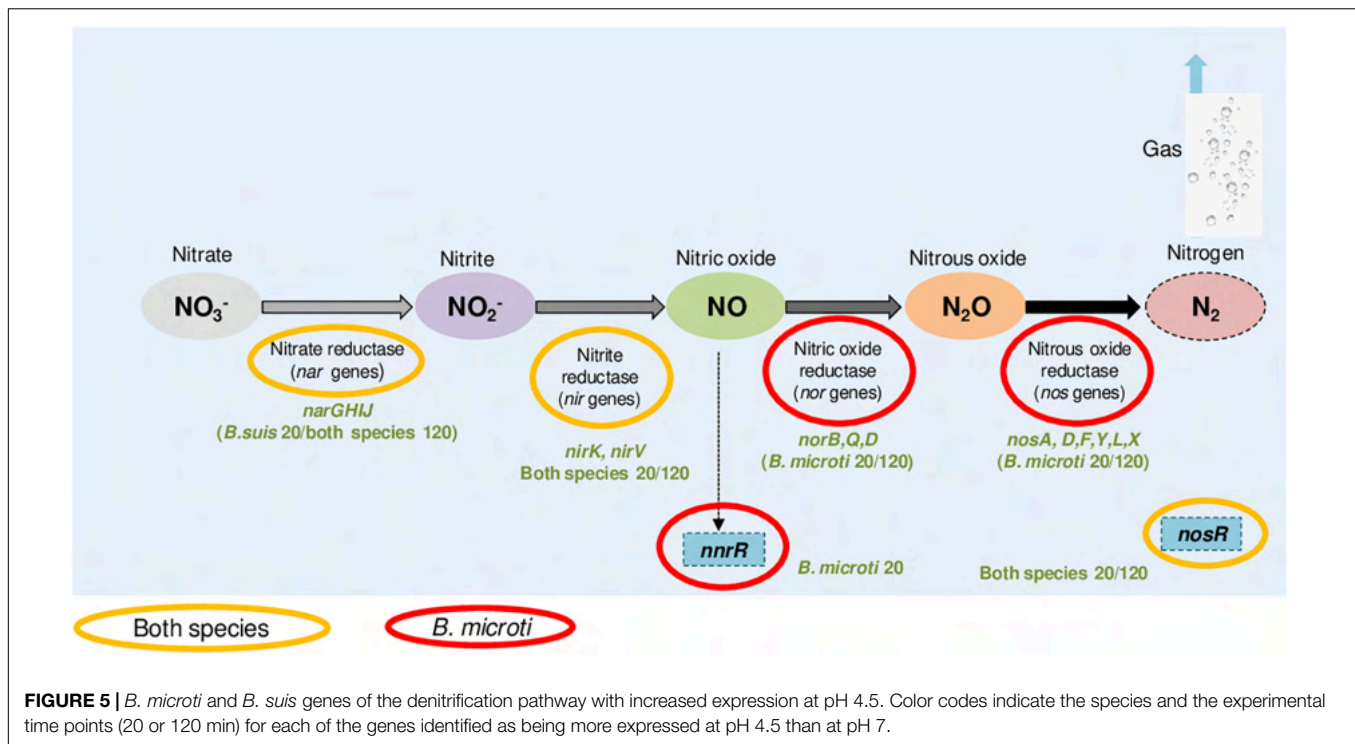 Gas
Nitrate
Nitrite
Nitric oxide
Nitrous oxide
Nitrogen
NO3-
NO2-
NO
N2O
N2
Nitrate reductase
(nar genes)
narGHIJ
(B.suis 20/both species 120)
Nitrite
reductase
(nir genes)
nirK, nirV
Both species 20/120
Nitric oxide
reductase
(nor genes)
norB,Q,D
(B. microti 20/120)
Nitrous oxide
reductase
(nos genes)
nosA, D,F,Y,L,X
(B. microti 20/120)
nnrR
B. microti 20
nosR
Both species 20/120
Both species
B. microti
FIGURE 5 | B. microti and B. suis genes of the denitrification pathway with increased expression at pH 4.5. Color codes indicate the species and the experimental
time points (20 or 120 min) for each of the genes identified as being more expressed at pH 4.5 than at pH 7.